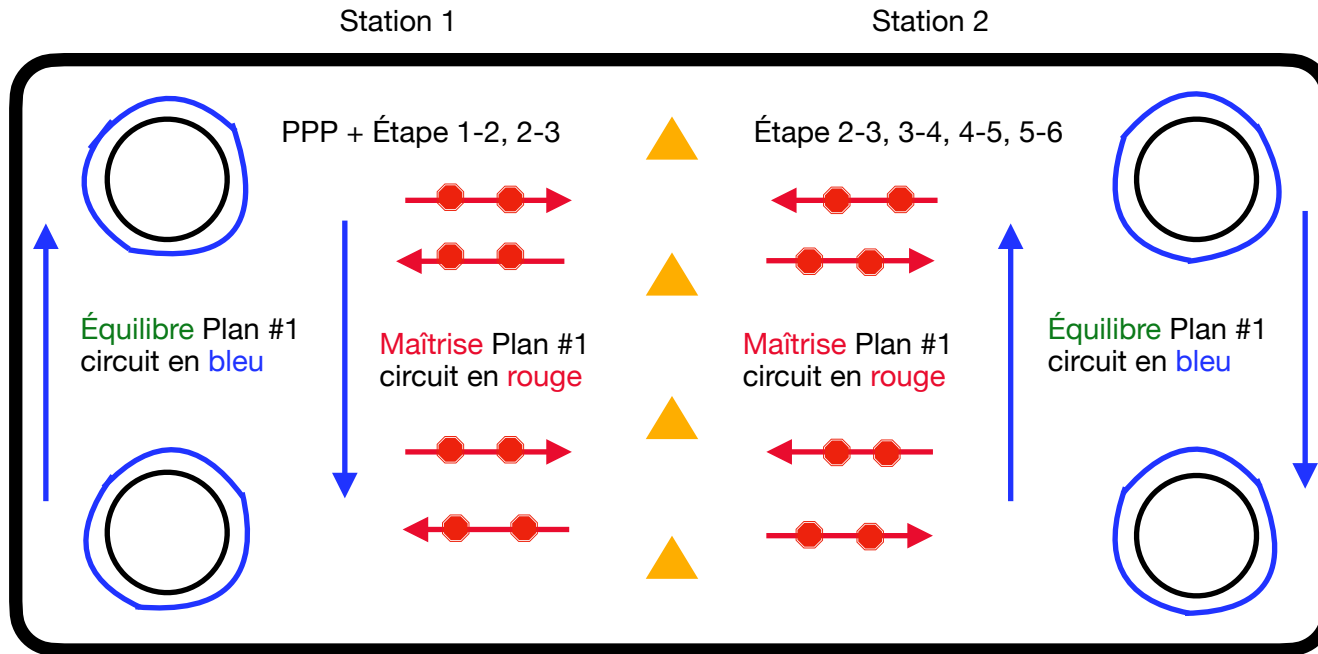 Station 1
Station 2
PPP + Étape 1-2, 2-3
Étape 2-3, 3-4, 4-5, 5-6
Équilibre Plan #1
circuit en bleu
Maîtrise Plan #1
circuit en rouge
Maîtrise Plan #1
circuit en rouge
Équilibre Plan #1
circuit en bleu